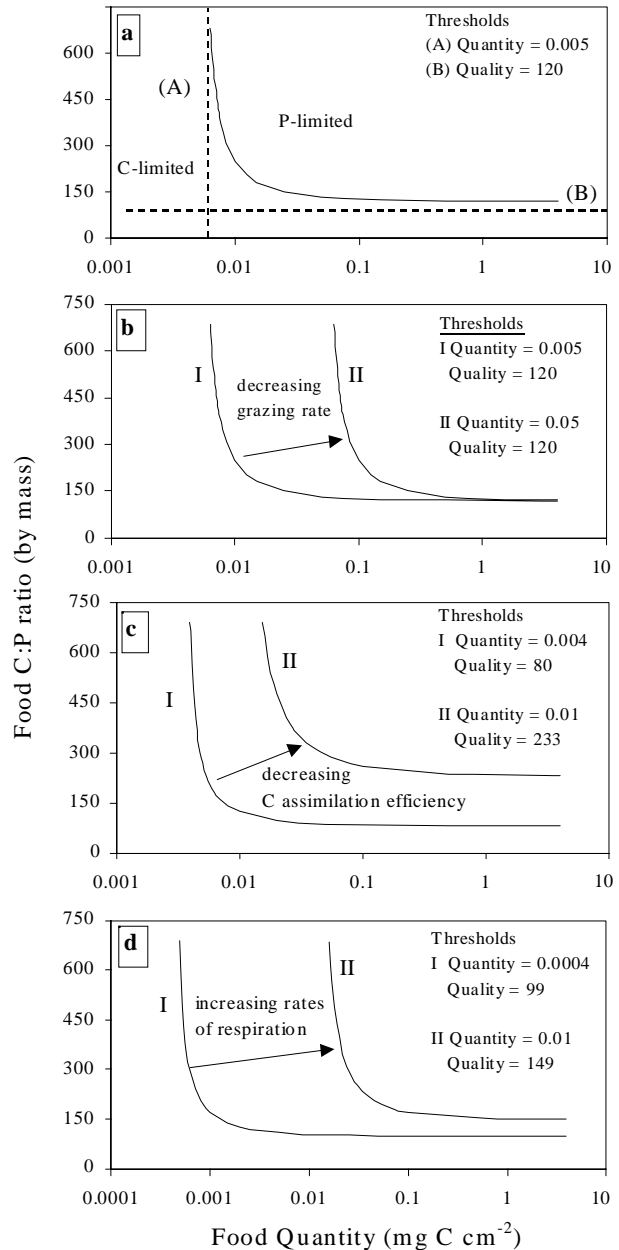 a
750
600
450
300
150
0
0.001 0.01 0.1 1 10
(A)
C-limited
P-limited
(B)
Thresholds
(A) Quantity = 0.005
(B) Quality = 120
b
750
600
450
300
150
0
0.001 0.01 0.1 1 10
I
II
decreasing
grazing rate
Thresholds
I Quantity = 0.005
Quality = 120
II Quantity = 0.05
Quality = 120
c
750
600
450
300
150
0
0.001 0.01 0.1 1 10
I
II
decreasing
C assimilation efficiency
Thresholds
I Quantity = 0.004
Quality = 80
II Quantity = 0.01
Quality = 233
d
750
600
450
300
150
0
0.0001 0.001 0.01 0.1 1 10
I
II
increasing rates
of respiration
Thresholds
I Quantity = 0.0004
Quality = 99
II Quantity = 0.01
Quality = 149
Food C:P ratio (by mass)
Food Quantity (mg C cm-2)